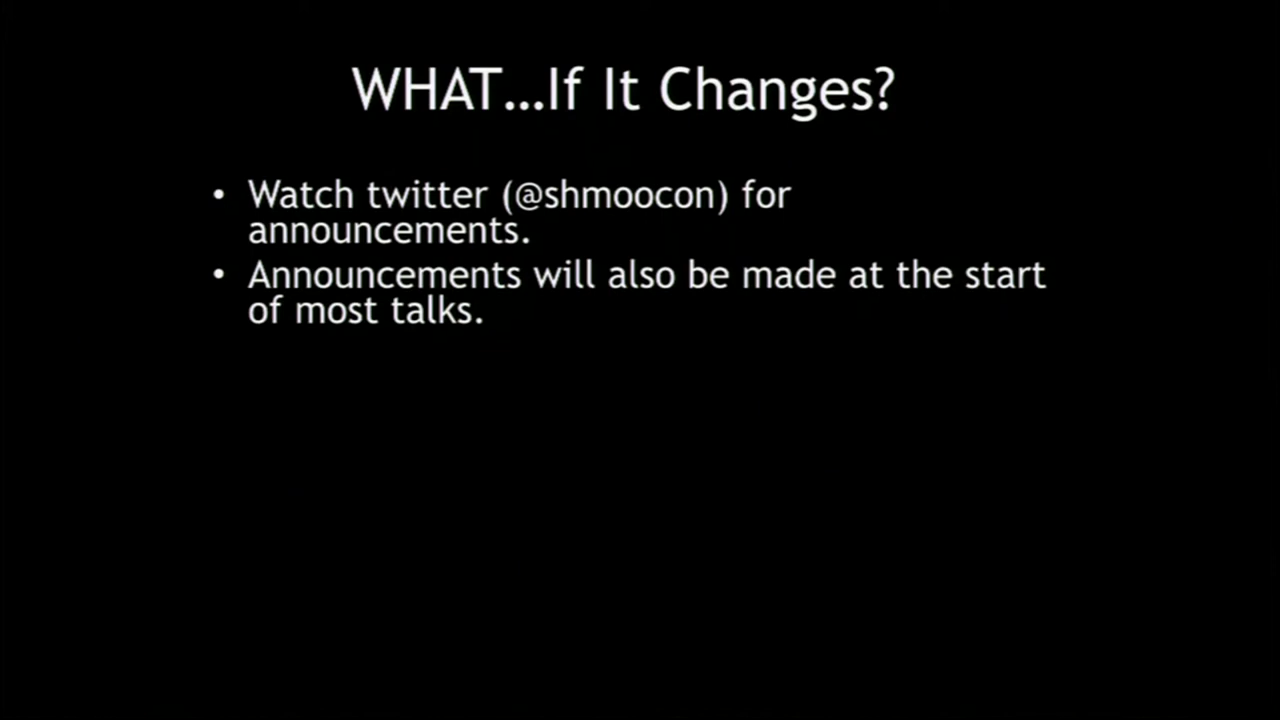 WHAT...If It Changes?
• Watch twitter (@shmoocon) for
announcements.
• Announcements will also be made at the start
of most talks.